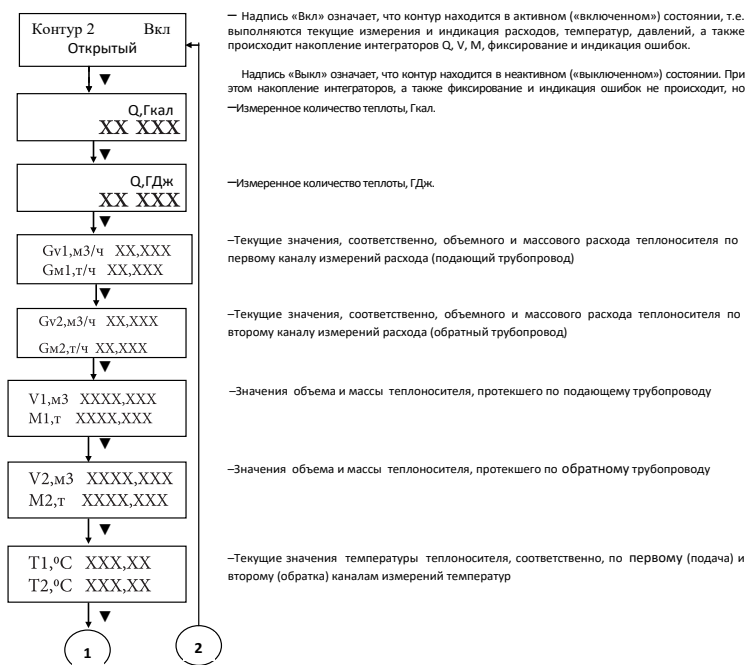 Контур 2 Вкл
Открытый
— Надпись «Вкл» означает, что контур находится в активном («включенном») состоянии, т.е.
выполняются текущие измерения и индикация расходов, температур, давлений, а также
происходит накопление интеграторов Q, V, M, фиксирование и индикация ошибок.
Надпись «Выкл» означает, что контур находится в неактивном («выключенном») состоянии. При
этом накопление интеграторов, а также фиксирование и индикация ошибок не происходит, но
▼
Q,Гкал
XX XXX
—Измеренное количество теплоты, Гкал.
▼
Q,ГДж
XX XXX
—Измеренное количество теплоты, ГДж.
▼
Gv1,м3/ч XX,XXX
Gм1,т/ч XX,XXX
–Текущие значения, соответственно, объемного и массового расхода теплоносителя по
первому каналу измерений расхода (подающий трубопровод)
▼
Gv2,м3/ч XX,XXX
Gм2,т/ч XX,XXX
–Текущие значения, соответственно, объемного и массового расхода теплоносителя по
второму каналу измерений расхода (обратный трубопровод)
▼
V1,м3 XXXX,XXX
M1,т XXXX,XXX
–Значения объема и массы теплоносителя, протекшего по подающему трубопроводу
▼
V2,м3 XXXX,XXX
M2,т XXXX,XXX
–Значения объема и массы теплоносителя, протекшего по обратному трубопроводу
▼
T1,⁰C XXX,XX
T2,⁰C XXX,XX
–Текущие значения температуры теплоносителя, соответственно, по первому (подача) и
второму (обратка) каналам измерений температур
▼
1
2